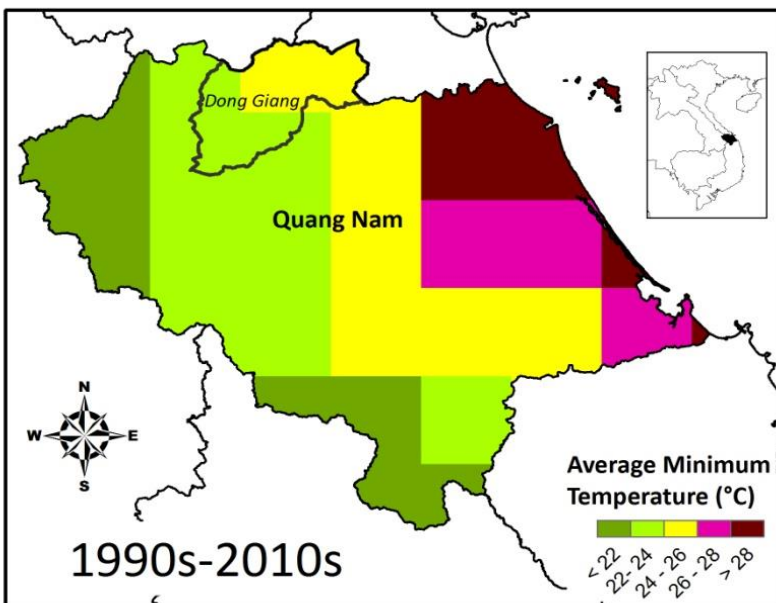 Dong Giang
Quang Nam
N
W E
S
Average Minimum
Temperature (°C)
< 22
22- 24
24 - 26
26 - 28
> 28
1990s-2010s